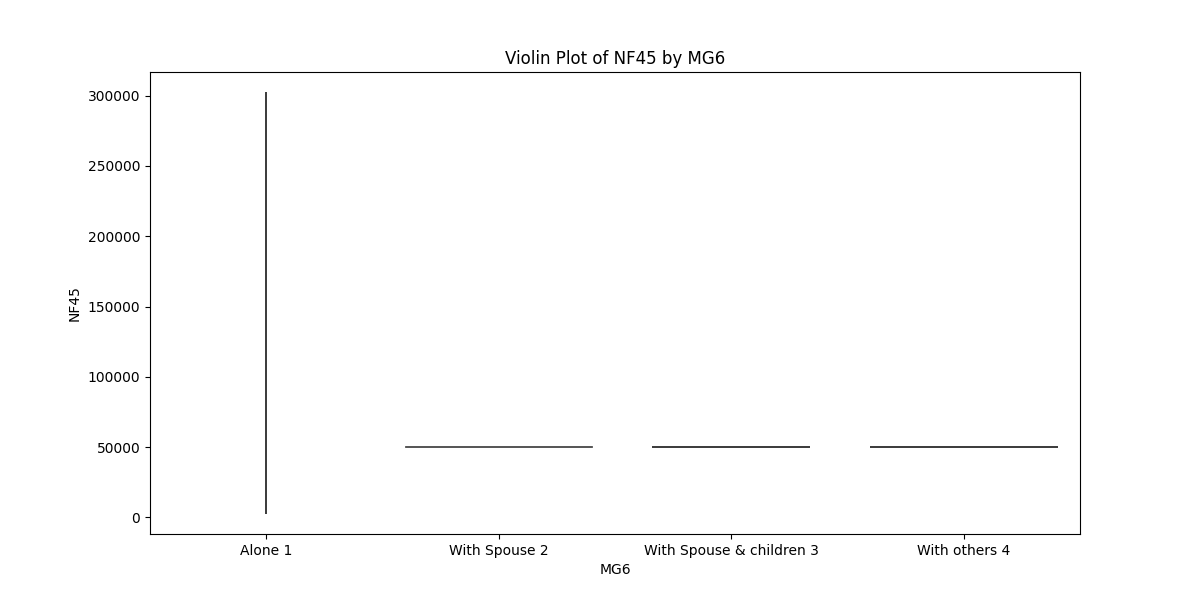 Violin Plot of NF45 by MG6
NF45
300000
250000
200000
150000
100000
50000
0
Alone 1
With Spouse 2
With Spouse & children 3
With others 4
MG6